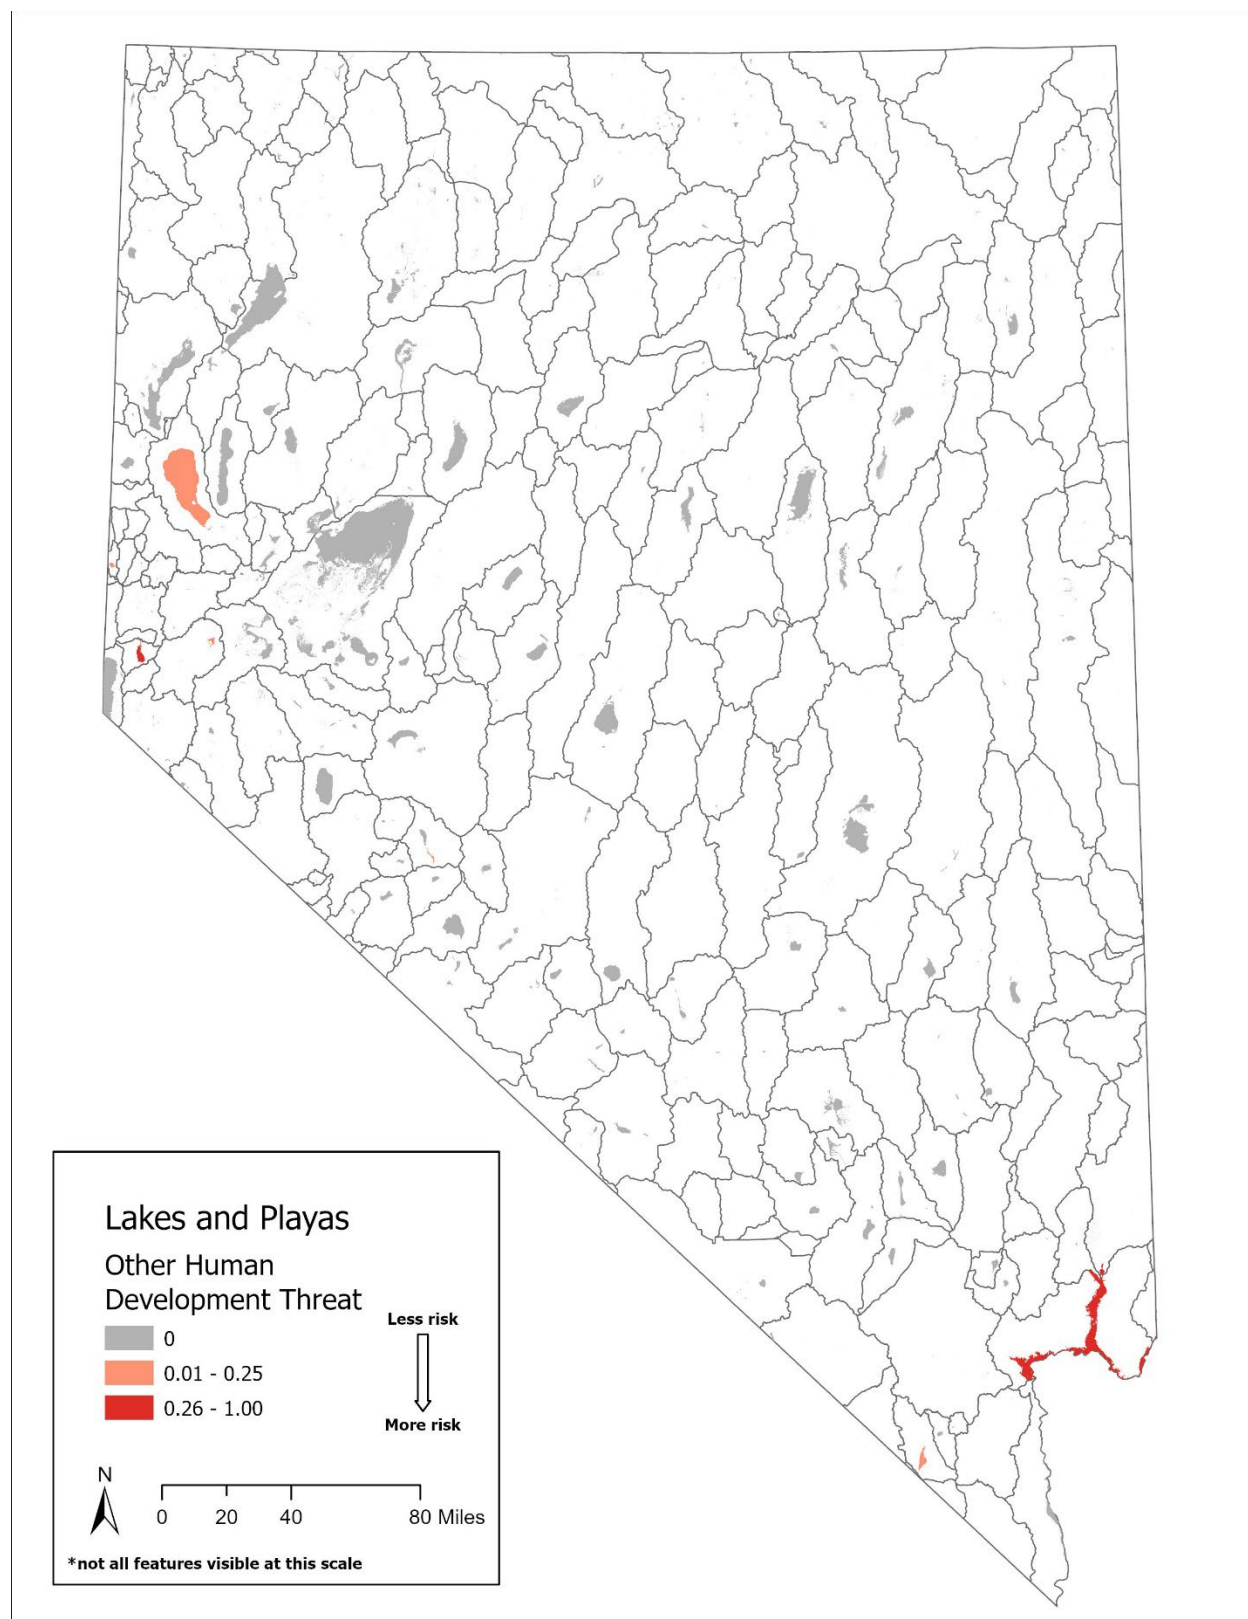 Lakes and Playas
Other Human
Development Threat
Less risk
0
0.01 - 0.25
0.26 - 1.00
More risk
N
0 20 40 80 Miles
*not all features visible at this scale